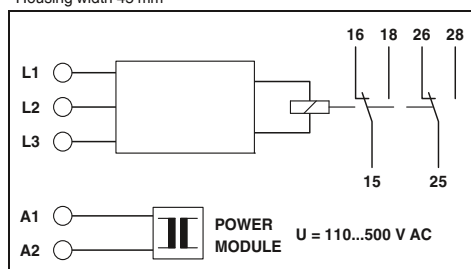 Housing width 45 mm
16 18 26 28
L1
L2
L3
15 25
A1
A2
POWER
MODULE
U = 110...500 V AC